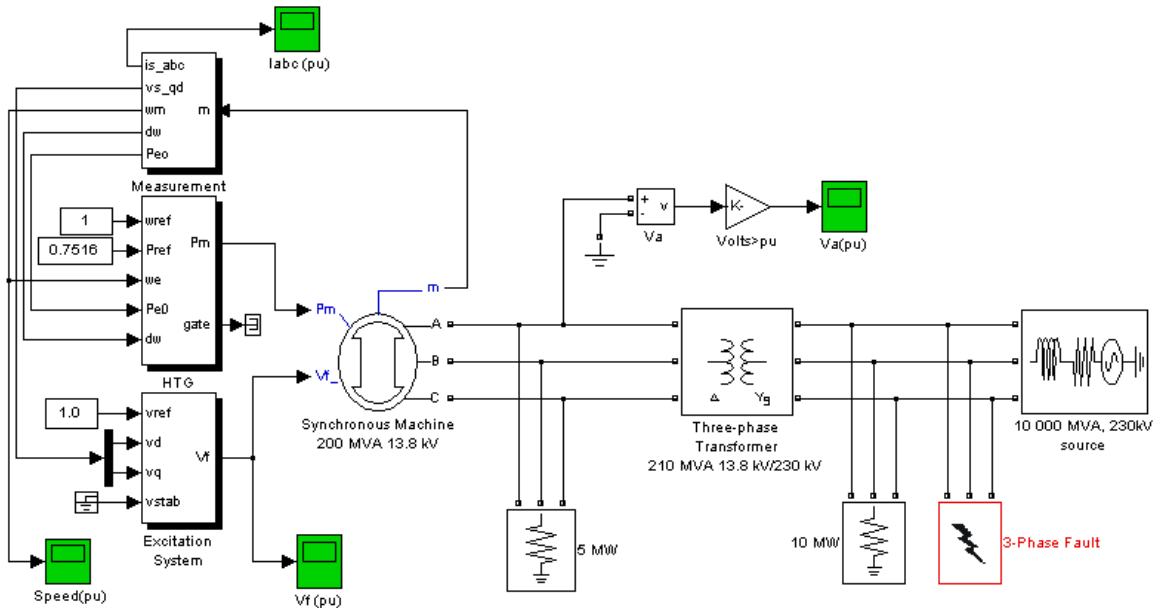 Iabc (pu)
is_abc
vs_qd
wm
m
dw
Peo
Measurement
1
wref
0.7516
Pref
Pm
we
Pe0
gate
dw
HTG
1.0
vref
vd
Vf
vq
vstab
Excitation
System
Speed(pu)
Vf (pu)
m
Pm
Vf_
A
B
C
Synchronous Machine
200 MVA 13.8 kV
+
-
v
Va
K-
Volts>pu
Va(pu)
Δ
Yg
Three-phase
Transformer
210 MVA 13.8 kV/230 kV
10 000 MVA, 230kV
source
5 MW
10 MW
3-Phase Fault